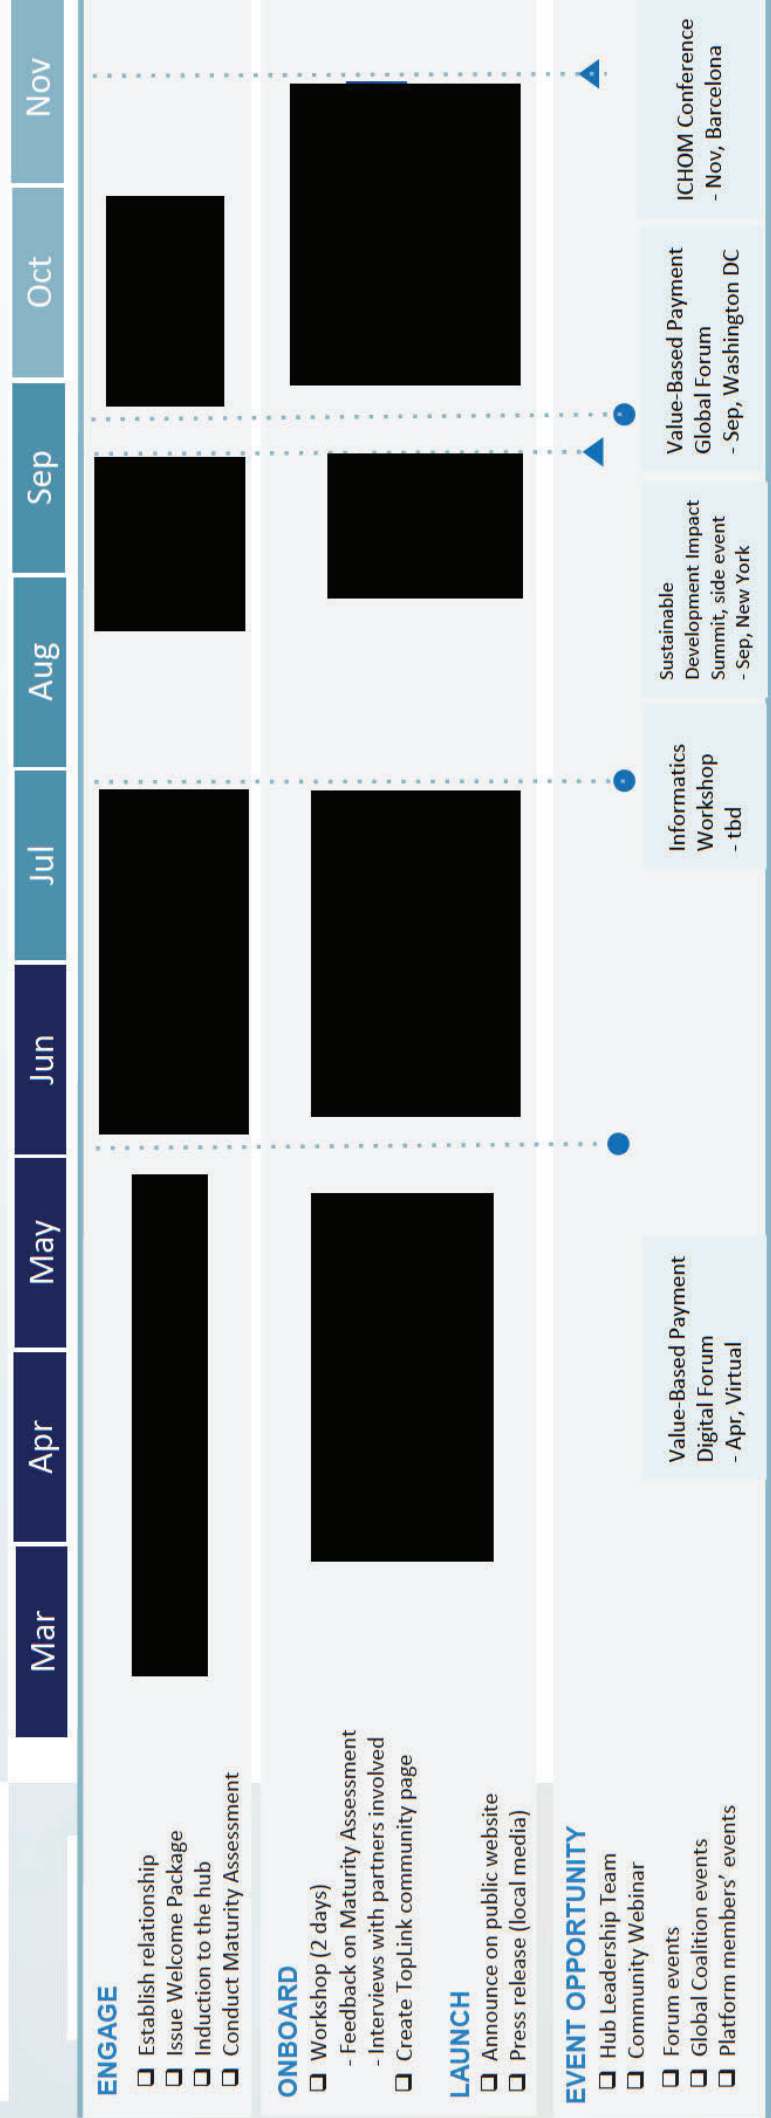 Mar
Apr
May
Jun
Jul
Aug
Sep
Oct
Nov
ENGAGE
❑ Establish relationship
❑ Issue Welcome Package
❑ Induction to the hub
❑ Conduct Maturity Assessment
ONBOARD
❑ Workshop (2 days)
- Feedback on Maturity Assessment
- Interviews with partners involved
❑ Create TopLink community page
LAUNCH
❑ Announce on public website
❑ Press release (local media)
EVENT OPPORTUNITY
❑ Hub Leadership Team
❑ Community Webinar
❑ Forum events
❑ Global Coalition events
❑ Platform members’ events
Value-Based Payment
Digital Forum
- Apr, Virtual
Informatics
Workshop
- tbd
Sustainable
Development Impact
Summit, side event
- Sep, New York
Value-Based Payment
Global Forum
- Sep, Washington DC
ICHOM Conference
- Nov, Barcelona